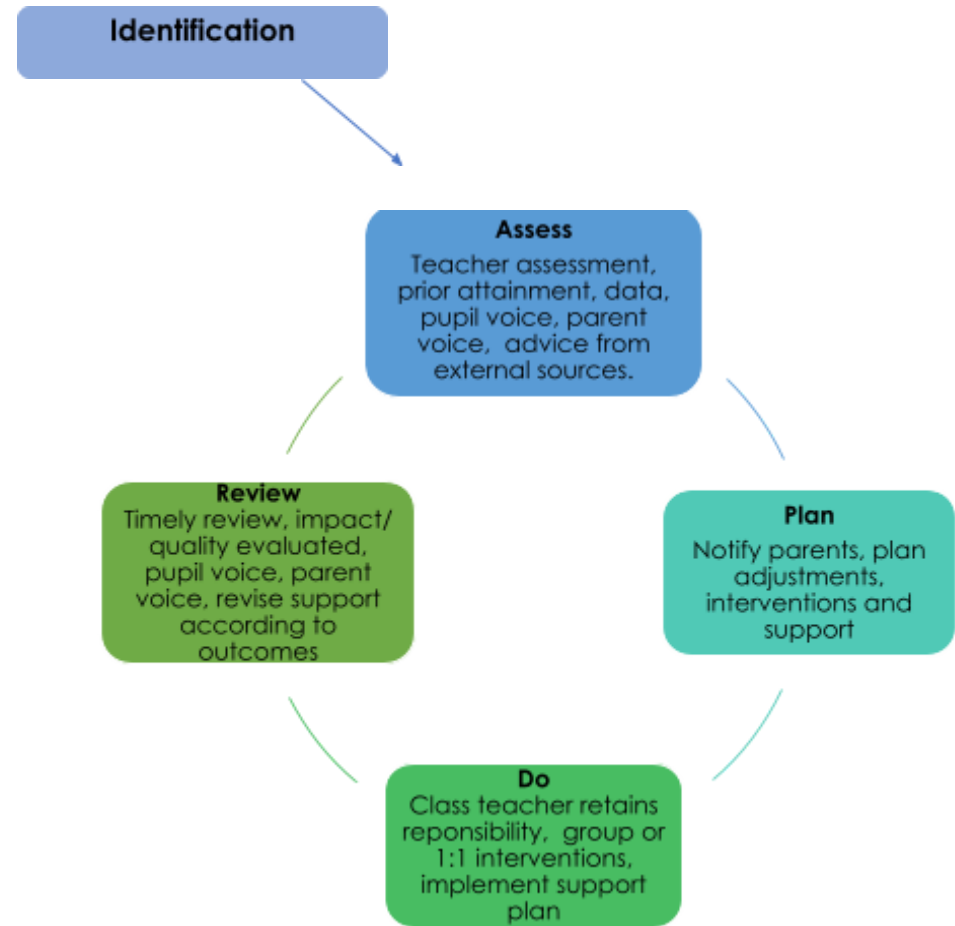 Identification
Assess
Teacher assessment,
prior attainment, data,
pupil voice, parent
voice,  advice from
external sources.
Plan
Notify parents, plan
adjustments,
interventions and
support
Do
Class teacher retains
reponsibility,  group or
1:1 interventions,
implement support
plan
Review
Timely review, impact/
quality evaluated,
pupil voice, parent
voice, revise support
according to
outcomes